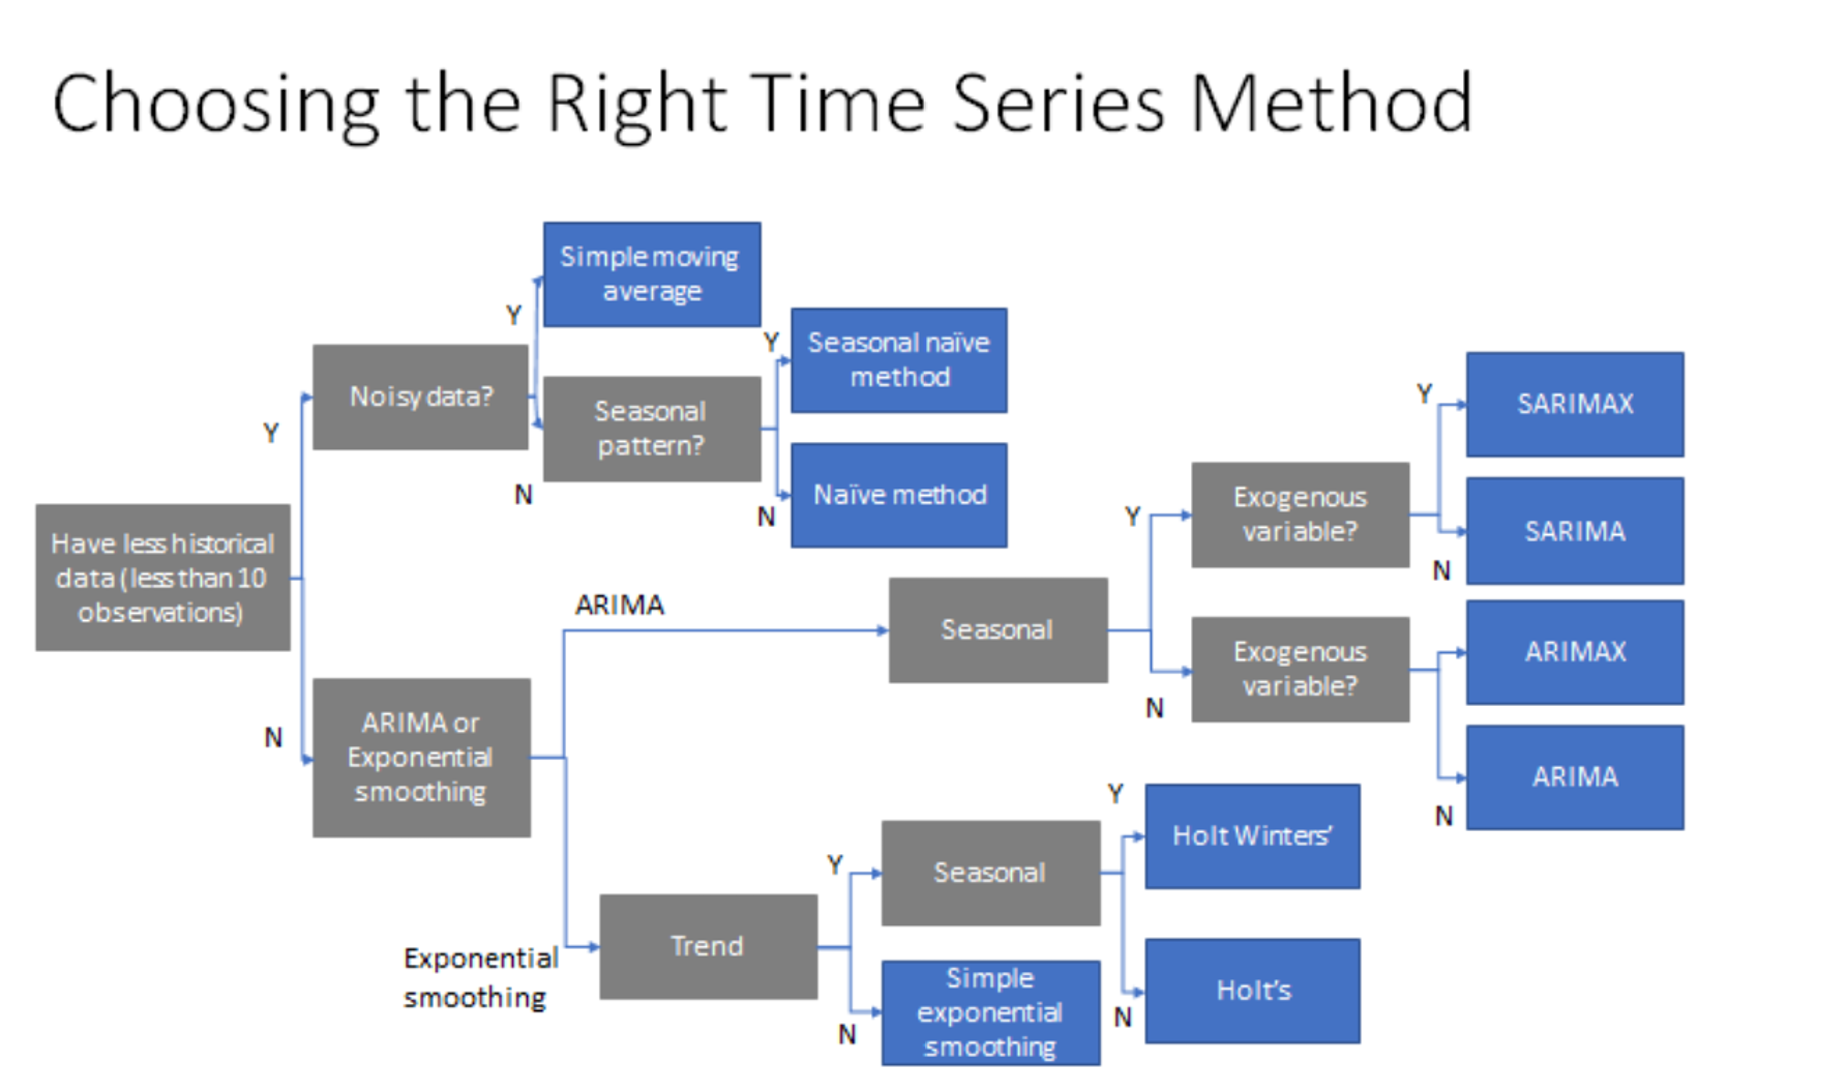 Choosing the Right Time Series Method
Simple moving
average
Y
Y
Seasonal naïve
method
Noisy data?
Seasonal
pattern?
Y
N
Naïve method
N
Have less historical
data (less than 10
observations)
N
ARIMA or
Exponential
smoothing
ARIMA
Seasonal
Y
Exogenous
variable?
Y
SARIMAX
SARIMA
N
N
Exogenous
variable?
ARIMAX
ARIMA
N
Exponential
smoothing
Trend
Y
Seasonal
Y
Holt Winters’
Holt’s
N
N
Simple
exponential
smoothing